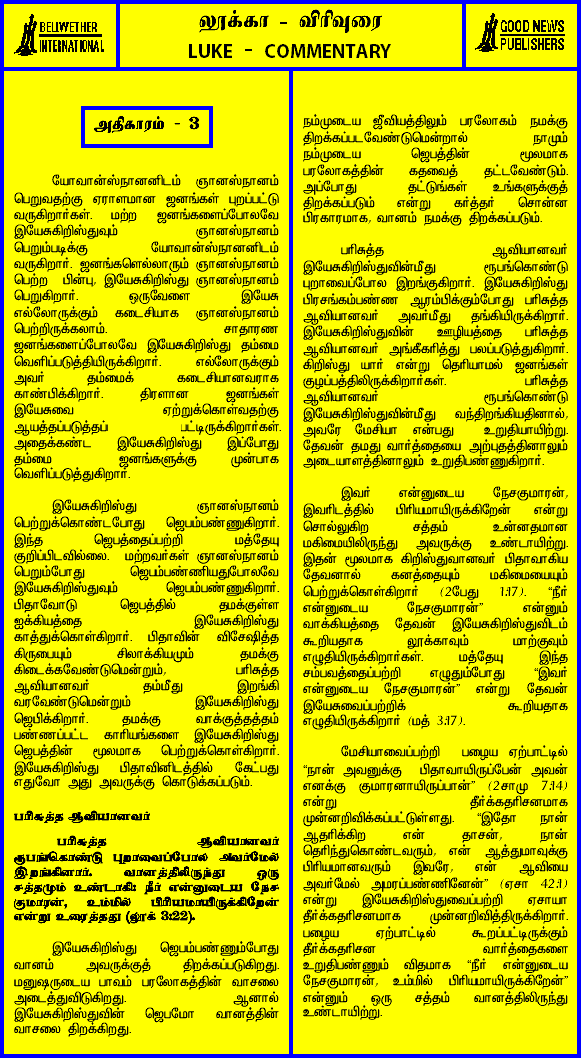 BELLWETHER
INTERNATIONAL
லூக்கா - விரிவுரை
LUKE - COMMENTARY
GOOD NEWS
PUBLISHERS
அதிகாரம் - 3
யோவான்ஸ்நானனிடம் ஞானஸ்நானம்
பெறுவதற்கு ஏராளமான ஜனங்கள் புறப்பட்டு
வருகிறார்கள். மற்ற ஜனங்களைப்போலவே
இயேசுகிறிஸ்துவும் ஞானஸ்நானம்
பெறும்படிக்கு யோவான்ஸ்நானனிடம்
வருகிறார். ஜனங்களெல்லாரும் ஞானஸ்நானம்
பெற்ற பின்பு, இயேசுகிறிஸ்து ஞானஸ்நானம்
பெறுகிறார். ஒருவேளை இயேசு
எல்லோருக்கும் கடைசியாக ஞானஸ்நானம்
பெற்றிருக்கலாம். சாதாரண
ஜனங்களைப்போலவே இயேசுகிறிஸ்து தம்மை
வெளிப்படுத்தியிருக்கிறார். எல்லோருக்கும்
அவர் தம்மைக் கடைசியானவராக
காண்பிக்கிறார். திரளான ஜனங்கள்
இயேசுவை ஏற்றுக்கொள்வதற்கு
ஆயத்தப்படுத்தப் பட்டிருக்கிறார்கள்.
அதைக்கண்ட இயேசுகிறிஸ்து இப்போது
தம்மை ஜனங்களுக்கு முன்பாக
வெளிப்படுத்துகிறார்.
இயேசுகிறிஸ்து ஞானஸ்நானம்
பெற்றுக்கொண்டபோது ஜெபம்பண்ணுகிறார்.
இந்த ஜெபத்தைப்பற்றி மத்தேயு
குறிப்பிடவில்லை. மற்றவர்கள் ஞானஸ்நானம்
பெறும்போது ஜெபம்பண்ணியதுபோலவே
இயேசுகிறிஸ்துவும் ஜெபம்பண்ணுகிறார்.
பிதாவோடு ஜெபத்தில் தமக்குள்ள
ஐக்கியத்தை இயேசுகிறிஸ்து
காத்துக்கொள்கிறார். பிதாவின் விசேஷித்த
கிருபையும் சிலாக்கியமும் தமக்கு
கிடைக்கவேண்டுமென்றும், பரிசுத்த
ஆவியானவர் தம்மீது இறங்கி
வரவேண்டுமென்றும் இயேசுகிறிஸ்து
ஜெபிக்கிறார். தமக்கு வாக்குத்தத்தம்
பண்ணப்பட்ட காரியங்களை இயேசுகிறிஸ்து
ஜெபத்தின் மூலமாக பெற்றுக்கொள்கிறார்.
இயேசுகிறிஸ்து பிதாவினிடத்தில் கேட்பது
எதுவோ அது அவருக்கு கொடுக்கப்படும்.
பரிசுத்த ஆவியானவர்
பரிசுத்த ஆவியானவர்
ரூபங்கொண்டு புறாவைப்போல அவர்மேல்
இறங்கினார். வானத்திலிருந்து ஒரு
சத்தமும் உண்டாகி: நீர் என்னுடைய நேச
குமாரன், உம்மில் பிரியமாயிருக்கிறேன்
என்று உரைத்தது (லூக் 3:22).
இயேசுகிறிஸ்து ஜெபம்பண்ணும்போது
வானம் அவருக்குத் திறக்கப்படுகிறது.
மனுஷருடைய பாவம் பரலோகத்தின் வாசலை
அடைத்துவிடுகிறது. ஆனால்
இயேசுகிறிஸ்துவின் ஜெபமோ வானத்தின்
வாசலை திறக்கிறது.
நம்முடைய ஜீவியத்திலும் பரலோகம் நமக்கு
திறக்கப்படவேண்டுமென்றால் நாமும்
நம்முடைய ஜெபத்தின் மூலமாக
பரலோகத்தின் கதவைத் தட்டவேண்டும்.
அப்போது தட்டுங்கள் உங்களுக்குத்
திறக்கப்படும் என்று கர்த்தர் சொன்ன
பிரகாரமாக, வானம் நமக்கு திறக்கப்படும்.
பரிசுத்த ஆவியானவர்
இயேசுகிறிஸ்துவின்மீது ரூபங்கொண்டு
புறாவைப்போல இறங்குகிறார். இயேசுகிறிஸ்து
பிரசங்கம்பண்ண ஆரம்பிக்கும்போது பரிசுத்த
ஆவியானவர் அவர்மீது தங்கியிருக்கிறார்.
இயேசுகிறிஸ்துவின் ஊழியத்தை பரிசுத்த
ஆவியானவர் அங்கீகரித்து பலப்படுத்துகிறார்.
கிறிஸ்து யார் என்று தெரியாமல் ஜனங்கள்
குழப்பத்திலிருக்கிறார்கள். பரிசுத்த
ஆவியானவர் ரூபங்கொண்டு
இயேசுகிறிஸ்துவின்மீது வந்திறங்கியதினால்,
அவரே மேசியா என்பது உறுதியாயிற்று.
தேவன் தமது வார்த்தையை அற்புதத்தினாலும்
அடையாளத்தினாலும் உறுதிபண்ணுகிறார்.
இவர் என்னுடைய நேசகுமாரன்,
இவரிடத்தில் பிரியமாயிருக்கிறேன் என்று
சொல்லுகிற சத்தம் உன்னதமான
மகிமையிலிருந்து அவருக்கு உண்டாயிற்று.
இதன் மூலமாக கிறிஸ்துவானவர் பிதாவாகிய
தேவனால் கனத்தையும் மகிமையையும்
பெற்றுக்கொள்கிறார் (2பேது 1:17). “நீர்
என்னுடைய நேசகுமாரன்” என்னும்
வாக்கியத்தை தேவன் இயேசுகிறிஸ்துவிடம்
கூறியதாக லூக்காவும் மாற்குவும்
எழுதியிருக்கிறார்கள். மத்தேயு இந்த
சம்பவத்தைப்பற்றி எழுதும்போது “இவர்
என்னுடைய நேசகுமாரன்” என்று தேவன்
இயேசுவைப்பற்றிக் கூறியதாக
எழுதியிருக்கிறார் (மத் 3:17).
மேசியாவைப்பற்றி பழைய ஏற்பாட்டில்
“நான் அவனுக்கு பிதாவாயிருப்பேன் அவன்
எனக்கு குமாரனாயிருப்பான்” (2சாமு 7:14)
என்று தீர்க்கதரிசனமாக
முன்னறிவிக்கப்பட்டுள்ளது. “இதோ நான்
ஆதரிக்கிற என் தாசன், நான்
தெரிந்துகொண்டவரும், என் ஆத்துமாவுக்கு
பிரியமானவரும் இவரே, என் ஆவியை
அவர்மேல் அமரப்பண்ணினேன்” (ஏசா 42:1)
என்று இயேசுகிறிஸ்துவைப்பற்றி ஏசாயா
தீர்க்கதரிசனமாக முன்னறிவித்திருக்கிறார்.
பழைய ஏற்பாட்டில் கூறப்பட்டிருக்கும்
தீர்க்கதரிசன வார்த்தைகளை
உறுதிபண்ணும் விதமாக “நீர் என்னுடைய
நேசகுமாரன், உம்மில் பிரியமாயிருக்கிறேன்”
என்னும் ஒரு சத்தம் வானத்திலிருந்து
உண்டாயிற்று.